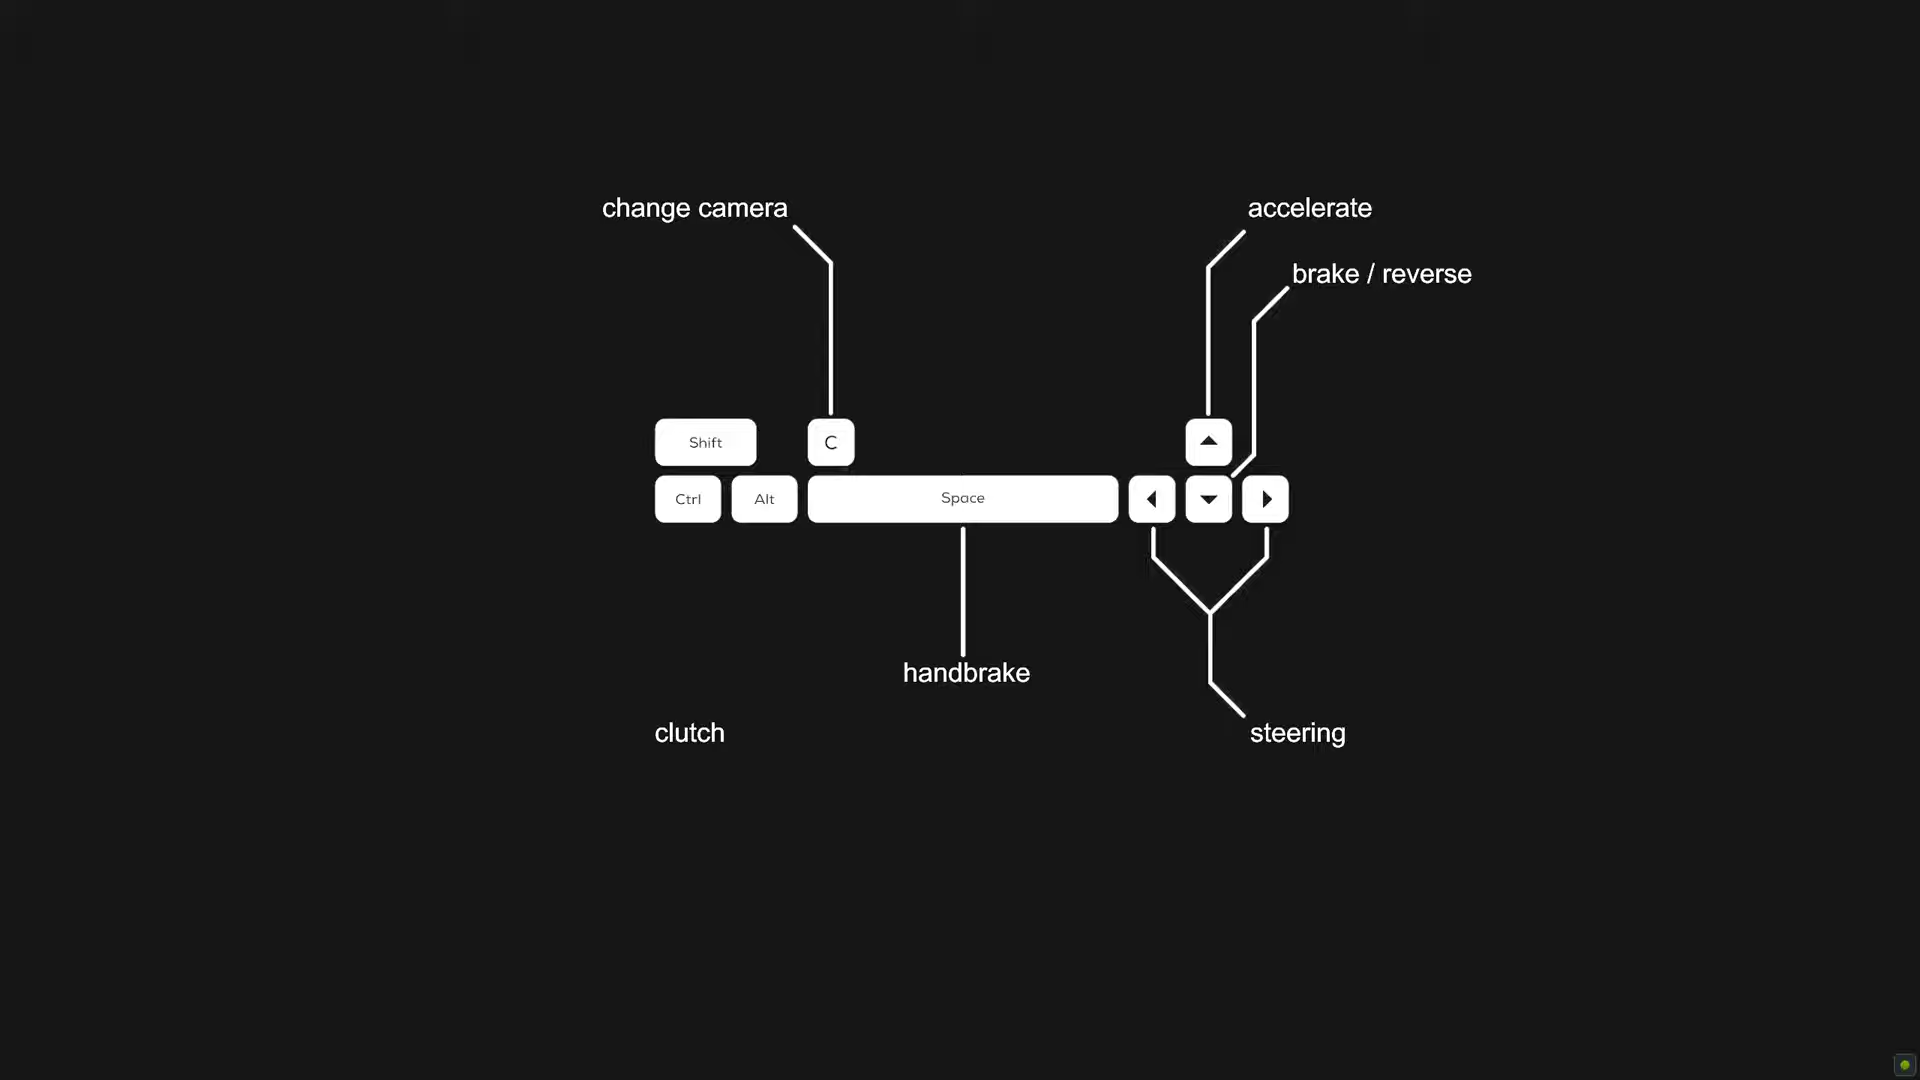 change camera
accelerate
brake / reverse
Shift
C
Ctrl
Alt
Space
handbrake
clutch
steering